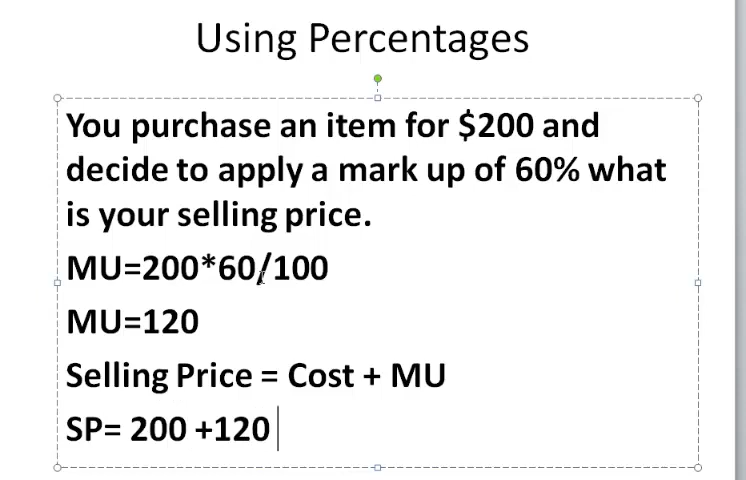 Using Percentages
You purchase an item for $200 and
decide to apply a mark up of 60% what
is your selling price.
MU=200*60/100
MU=120
Selling Price = Cost + MU
SP= 200 +120